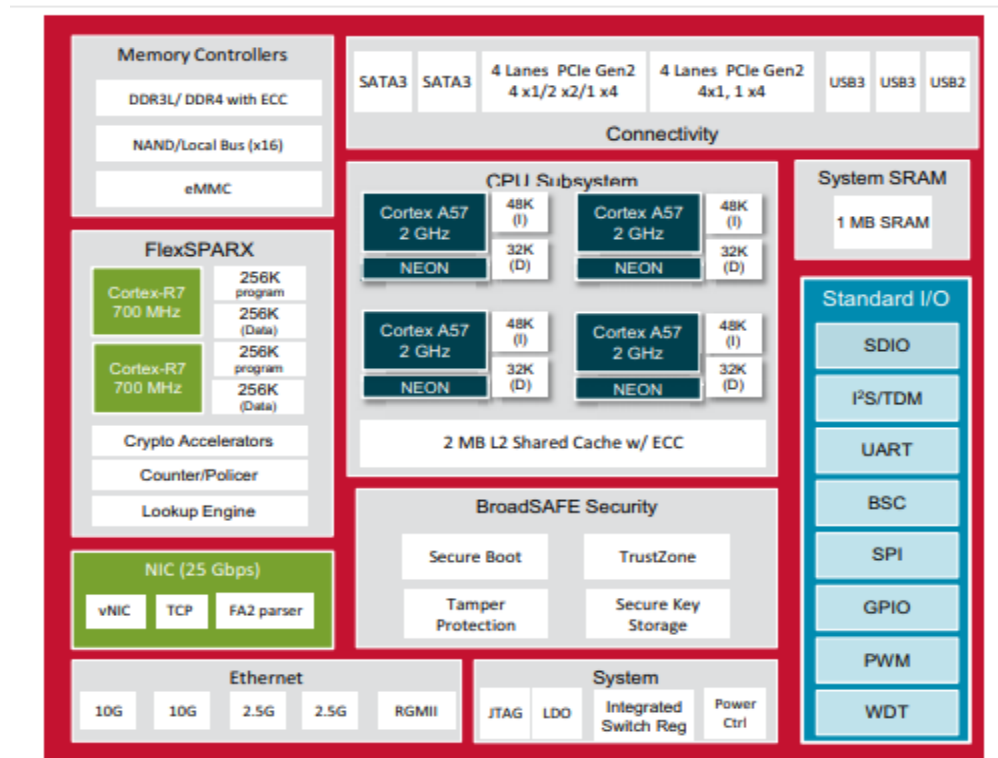 Memory Controllers
DDR3L/ DDR4 with ECC
NAND/Local Bus (x16)
eMMC
SATA3
SATA3
4 Lanes PCIe Gen2
4 x1/2 x2/1 x4
4 Lanes PCIe Gen2
4x1, 1 x4
USB3
USB3
USB2
Connectivity
FlexSPARX
Cortex-R7
700 MHz
256K
program
256K
(Data)
Cortex-R7
700 MHz
256K
program
256K
(Data)
Crypto Accelerators
Counter/Policer
Lookup Engine
CPU Subsystem
Cortex A57
2 GHz
NEON
48K
(I)
32K
(D)
Cortex A57
2 GHz
NEON
48K
(I)
32K
(D)
Cortex A57
2 GHz
NEON
48K
(I)
32K
(D)
Cortex A57
2 GHz
NEON
48K
(I)
32K
(D)
2 MB L2 Shared Cache w/ ECC
System SRAM
1 MB SRAM
Standard I/O
SDIO
I²S/TDM
UART
BSC
SPI
GPIO
PWM
WDT
BroadSAFE Security
Secure Boot
TrustZone
Tamper
Protection
Secure Key
Storage
NIC (25 Gbps)
vNIC
TCP
FA2 parser
Ethernet
10G
10G
2.5G
2.5G
RGMII
System
JTAG
LDO
Integrated
Switch Reg
Power
Ctrl